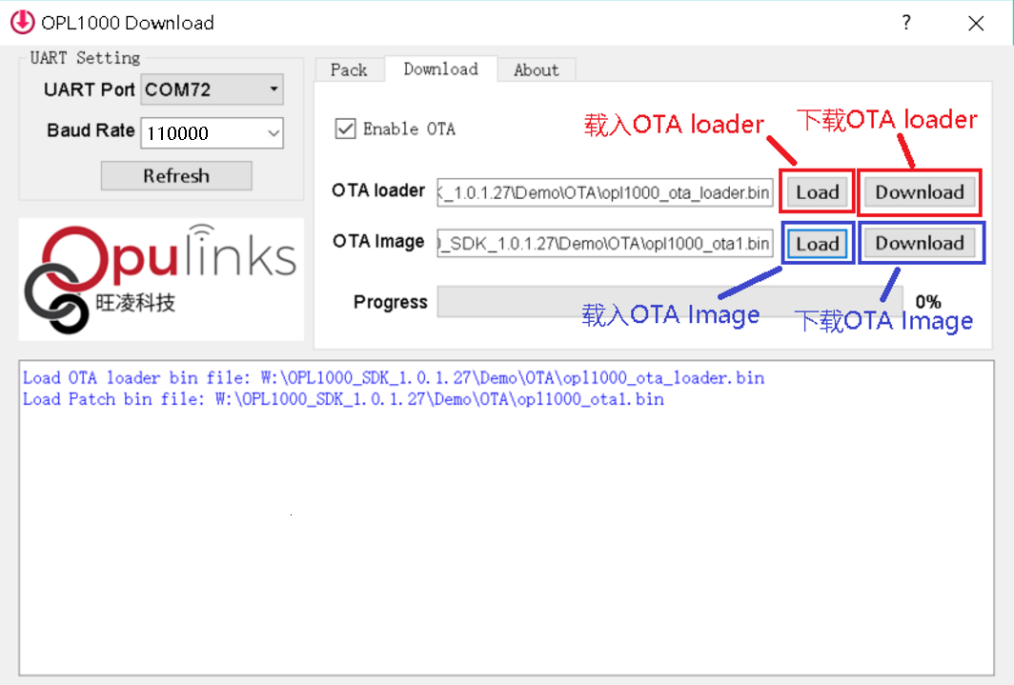 OPL1000 Download
?
UART Setting
UART Port COM72
Baud Rate 110000
Refresh
Opulinks
旺凌科技
Pack Download About
Enable OTA
载入OTA loader 下载OTA loader
OTA loader K_1.0.1.27\Demo\OTA\opl1000_ota_loader.bin Load Download
OTA Image )_SDK_1.0.1.27\Demo\OTA\opl1000_ota1.bin Load Download
Progress 0%
载入OTA Image 下载OTA Image
Load OTA loader bin file: W:\OPL1000_SDK_1.0.1.27\Demo\OTA\opl1000_ota_loader.bin
Load Patch bin file: W:\OPL1000_SDK_1.0.1.27\Demo\OTA\opl1000_ota1.bin